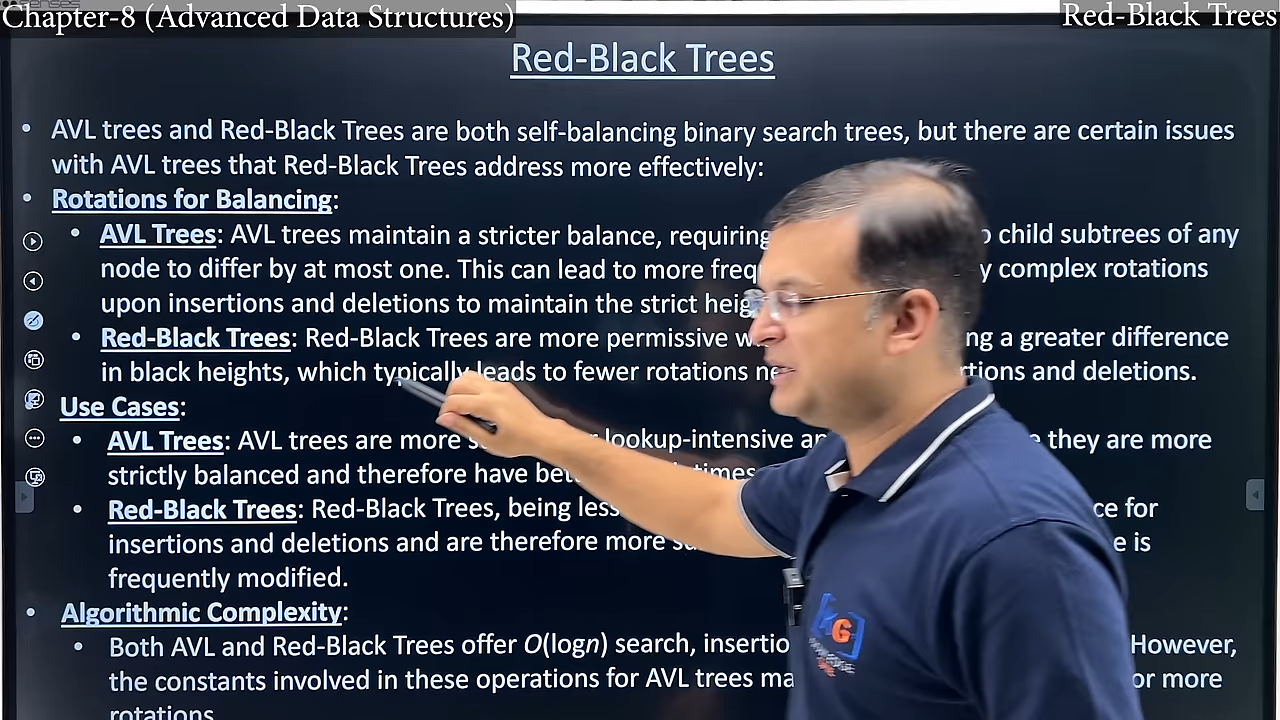 Chapter-8 (Advanced Data Structures)
Red-Black Trees
Red-Black Trees
• AVL trees and Red-Black Trees are both self-balancing binary search trees, but there are certain issues
with AVL trees that Red-Black Trees address more effectively:
• Rotations for Balancing:
• AVL Trees: AVL trees maintain a stricter balance, requiring child subtrees of any
node to differ by at most one. This can lead to more complex rotations
upon insertions and deletions to maintain the strict
• Red-Black Trees: Red-Black Trees are more permissive a greater difference
in black heights, which typically leads to fewer rotations and deletions.
Use Cases:
• AVL Trees: AVL trees are more lookup-intensive they are more
strictly balanced and therefore have
• Red-Black Trees: Red-Black Trees, being for
insertions and deletions and are therefore more is
frequently modified.
• Algorithmic Complexity:
• Both AVL and Red-Black Trees offer O(logn) search, However,
the constants involved in these operations for AVL trees more
rotations